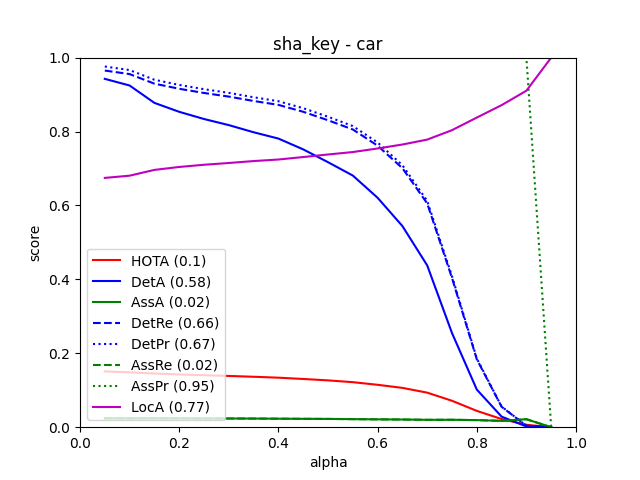 sha_key - car
score
1.0
0.8
0.6
0.4
0.2
0.0
HOTA (0.1)
DetA (0.58)
AssA (0.02)
DetRe (0.66)
DetPr (0.67)
AssRe (0.02)
AssPr (0.95)
LocA (0.77)
0.0 0.2 0.4 0.6 0.8 1.0
alpha